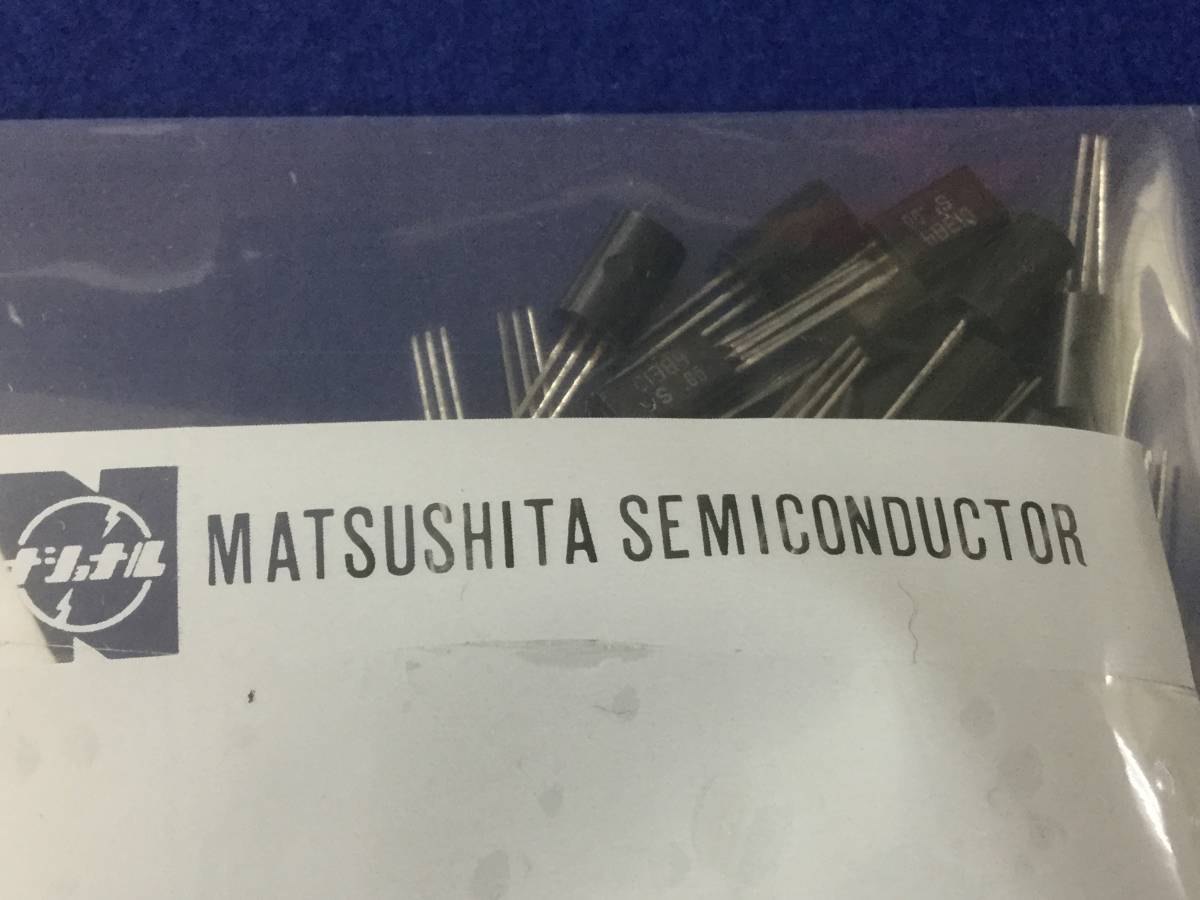 ナショナル
MATSUSHITA SEMICONDUCTOR